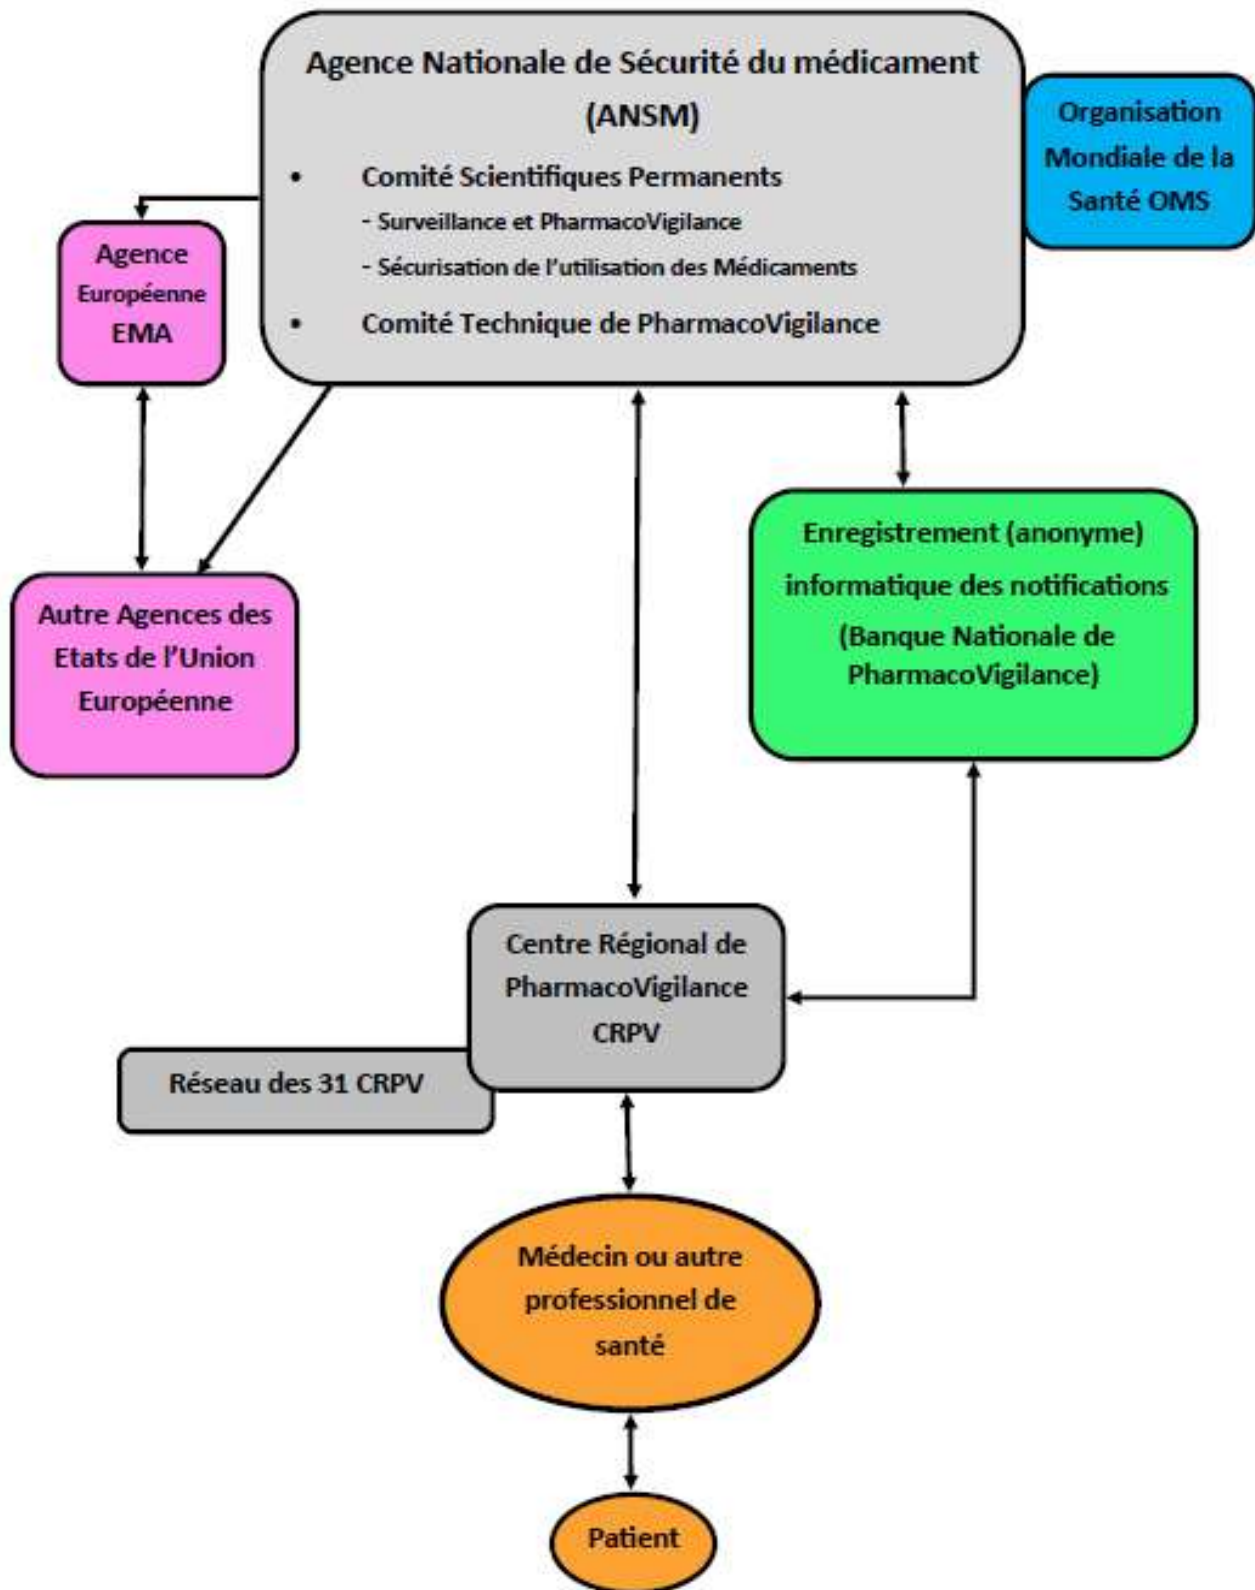 Agence Nationale de Sécurité du médicament
(ANSM)
• Comité Scientifiques Permanents
- Surveillance et PharmacoVigilance
- Sécurisation de l'utilisation des Médicaments
• Comité Technique de PharmacoVigilance
Organisation
Mondiale de la
Santé OMS
Agence
Européenne
EMA
Autre Agences des
Etats de l'Union
Européenne
Enregistrement (anonyme)
informatique des notifications
(Banque Nationale de
PharmacoVigilance)
Centre Régional de
PharmacoVigilance
CRPV
Réseau des 31 CRPV
Médecin ou autre
professionnel de
santé
Patient